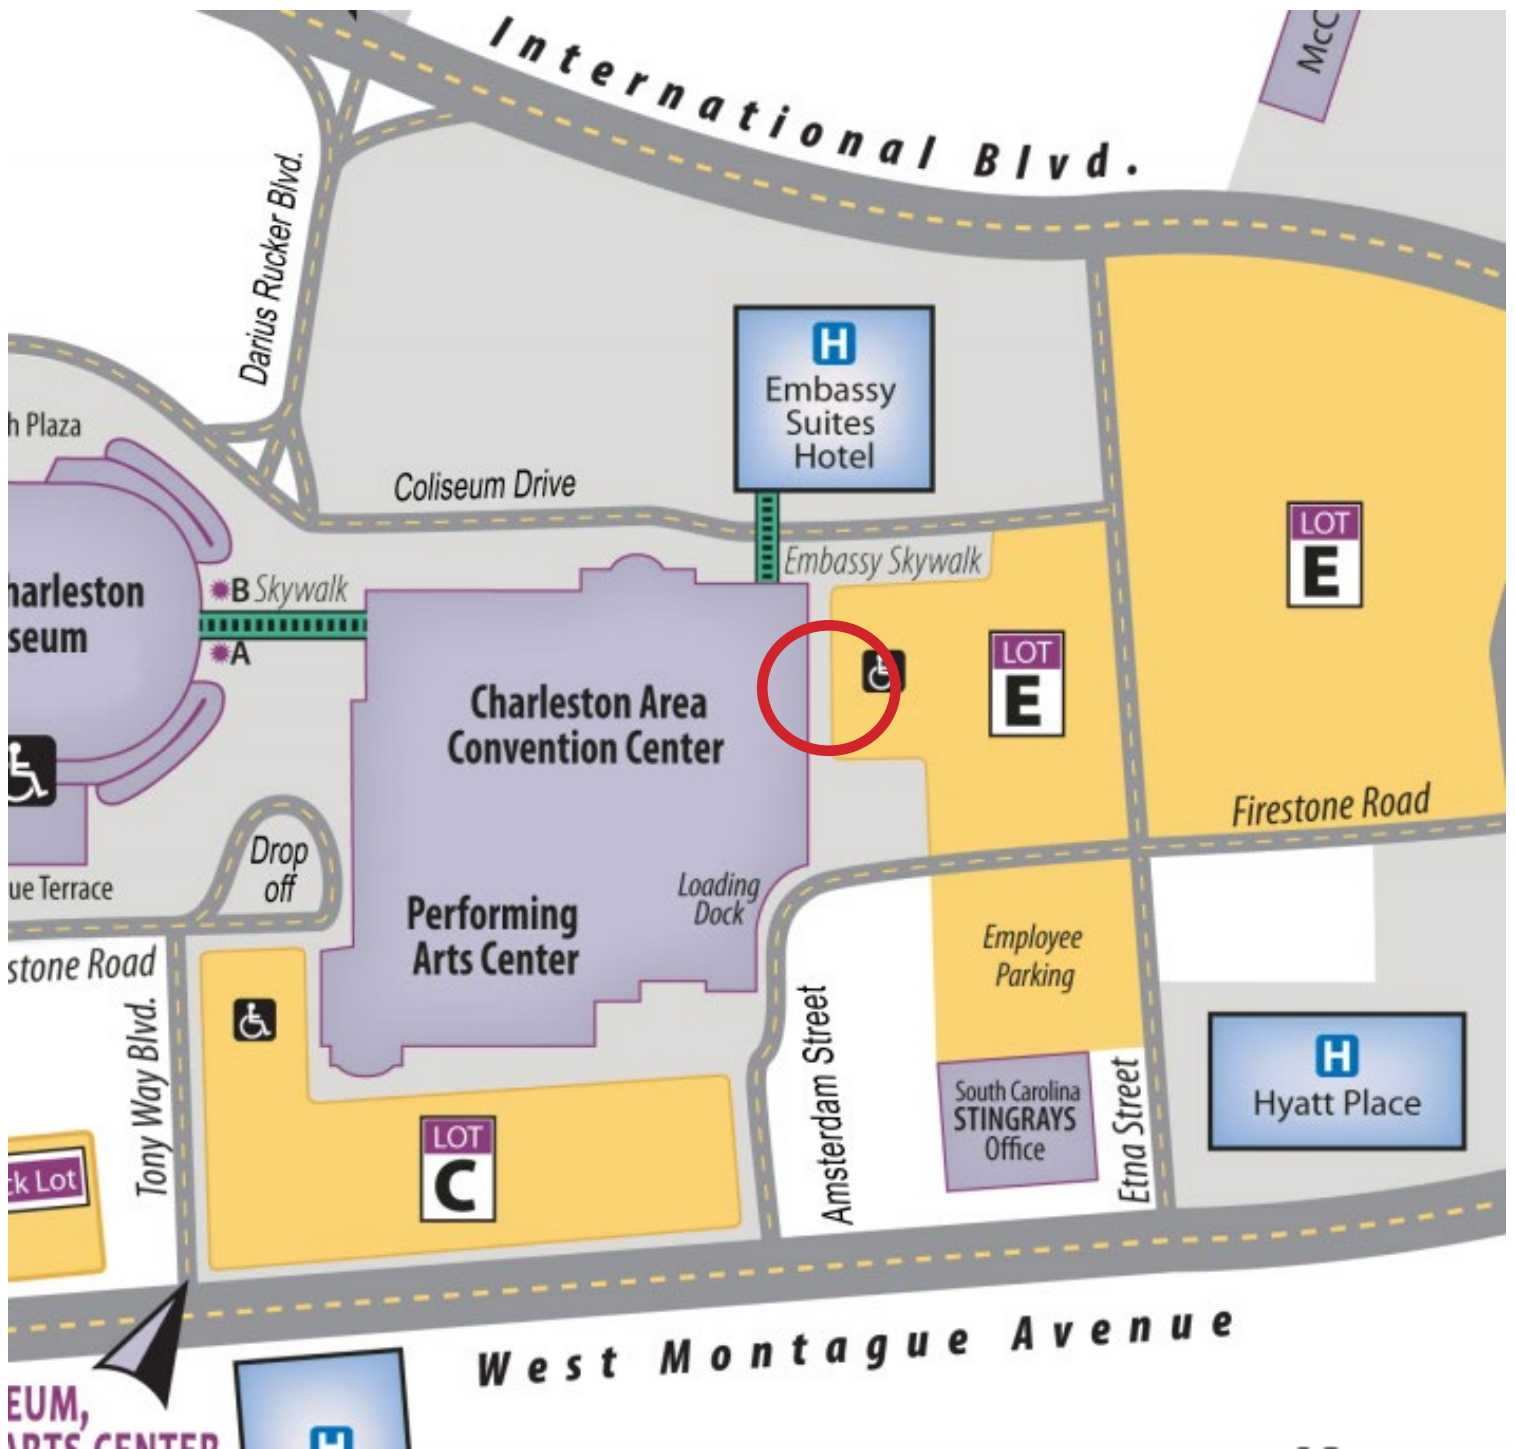 International Blvd.
McC
Darius Rucker Blvd.
H
Embassy
Suites
Hotel
h Plaza
Coliseum Drive
LOT
E
Embassy Skywalk
B Skywalk
A
harleston
seum
LOT
E
Charleston Area
Convention Center
Firestone Road
Drop
off
ue Terrace
Loading
Dock
Performing
Arts Center
Employee
Parking
stone Road
Tony Way Blvd.
Amsterdam Street
H
Hyatt Place
South Carolina
STINGRAYS
Office
Etna Street
LOT
C
ck Lot
West Montague Avenue
EUM,
ARTS CENTER
H